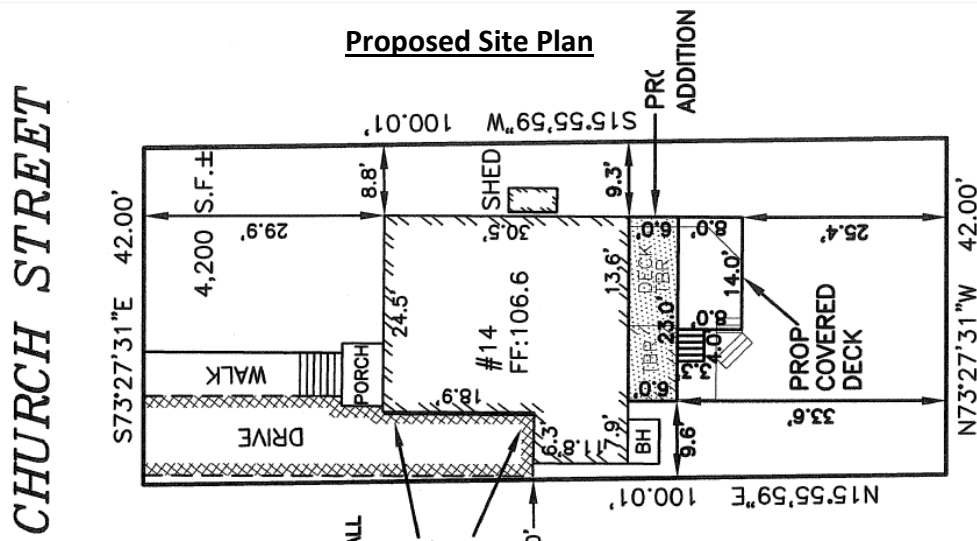 Proposed Site Plan
CHURCH STREET
ADDITION
S15°55'59"W 100.01'
S73°27'31"E 42.00'
4,200 S.F.±
29.9'
8.8'
SHED
9.3'
30.5'
6.0'
8.0'
25.4'
N73°27'31"W 42.00'
24.5'
13.6'
DECK
TBR
14.0'
#14
FF:106.6
TBR
23.0'
8.0'
4.0'
3.3'
PROP
COVERED
DECK
WALK
PORCH
18.9'
6.0'
33.6'
DRIVE
6.3'
11.8'
7.9'
BH
9.6'
N15°55'59"E 100.01'